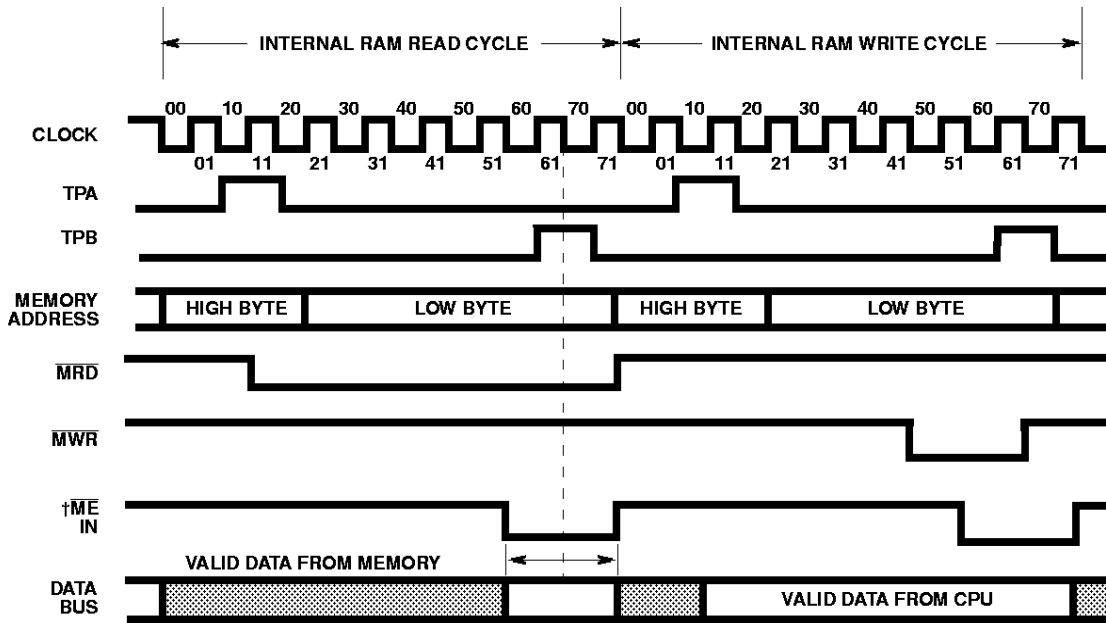 INTERNAL RAM READ CYCLE INTERNAL RAM WRITE CYCLE
00 10 20 30 40 50 60 70 00 10 20 30 40 50 60 70
CLOCK
01 11 21 31 41 51 61 71 01 11 21 31 41 51 61 71
TPA
TPB
MEMORY ADDRESS
HIGH BYTE LOW BYTE HIGH BYTE LOW BYTE
MRD
MWR
†ME IN
VALID DATA FROM MEMORY
DATA BUS
VALID DATA FROM CPU